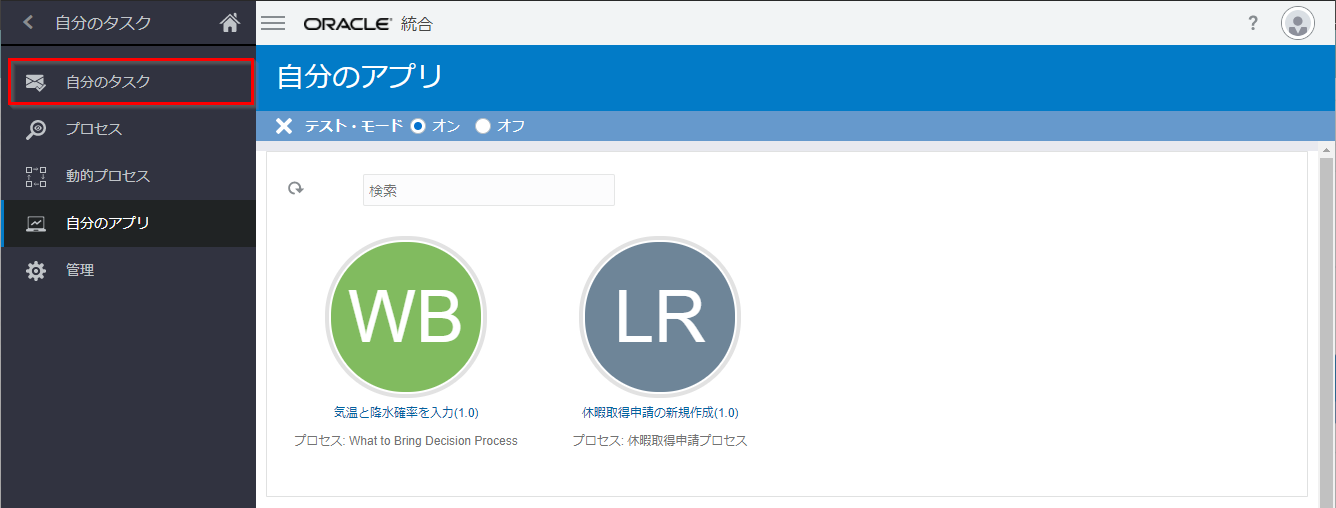 自分のタスク
ORACLE 統合
?
自分のタスク
プロセス
動的プロセス
自分のアプリ
管理
自分のアプリ
テスト・モード オン オフ
検索
WB
LR
気温と降水確率を入力(1.0)
プロセス: What to Bring Decision Process
休暇取得申請の新規作成(1.0)
プロセス: 休暇取得申請プロセス